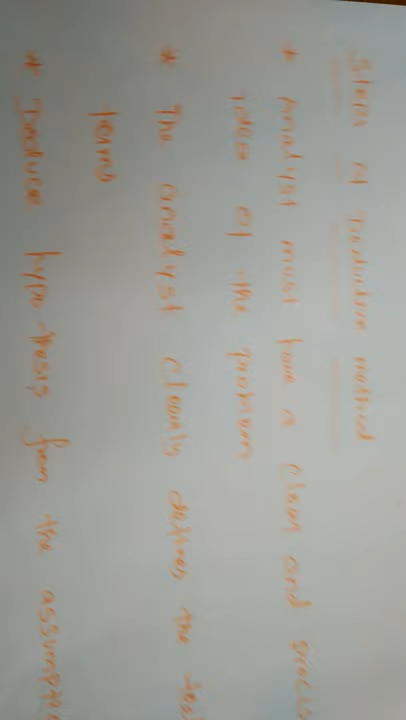 Steps of Deductive method
* Analyst must have a clear and
idea of the problem
* The analyst clearly defines the
terms
* Deduce hypothesis from the